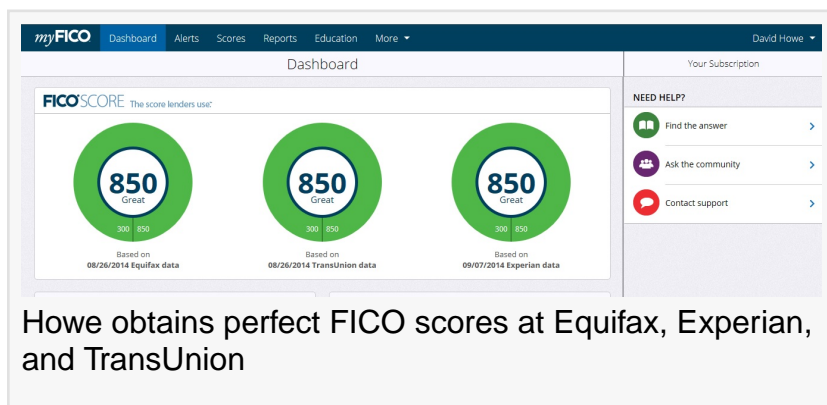 myFICO Dashboard Alerts Scores Reports Education More David Howe
Dashboard
Your Subscription
FICO SCORE The score lenders use.
NEED HELP?
Find the answer
Ask the community
Contact support
850 850 850
Great Great Great
300 850 300 850 300 850
Based on Based on Based on
08/26/2014 Equifax data 08/26/2014 TransUnion data 09/07/2014 Experian data
Howe obtains perfect FICO scores at Equifax, Experian,
and TransUnion